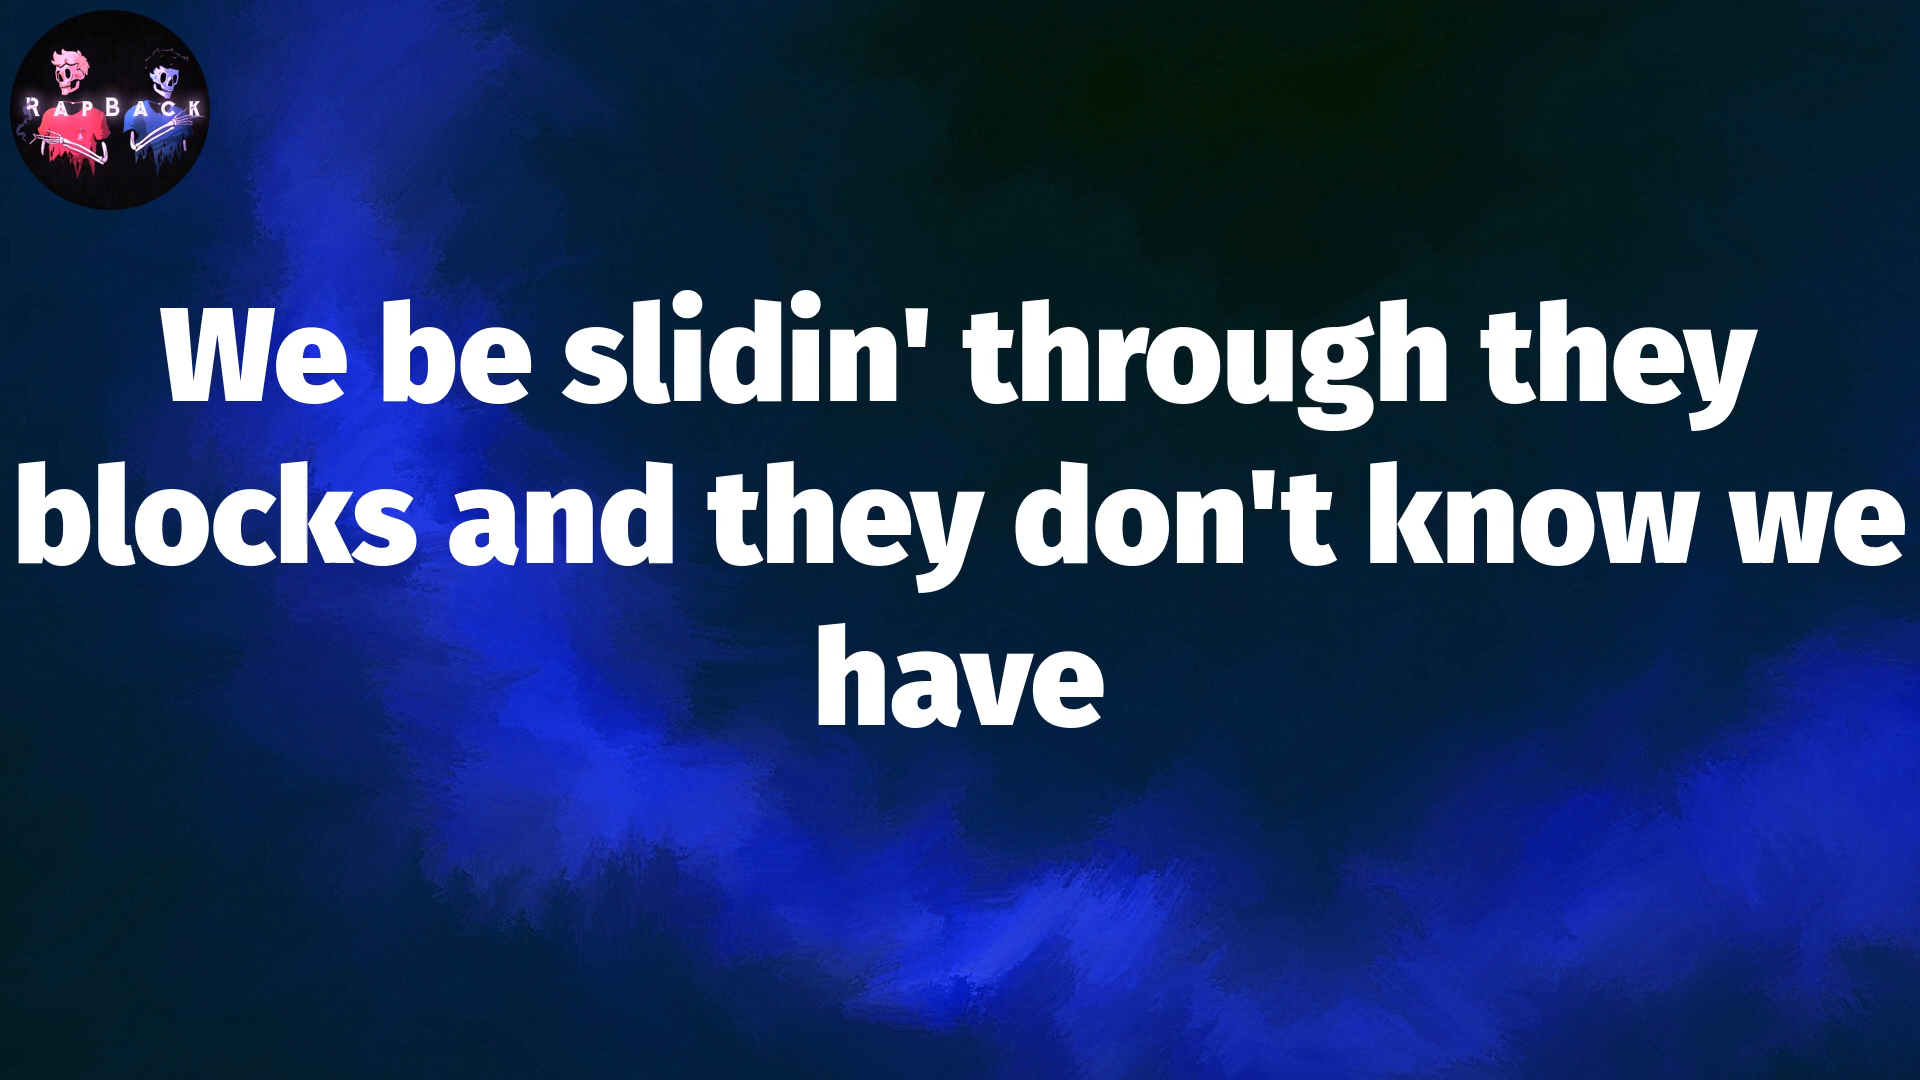 RAPBACK
We be slidin' through they
blocks and they don't know we
have